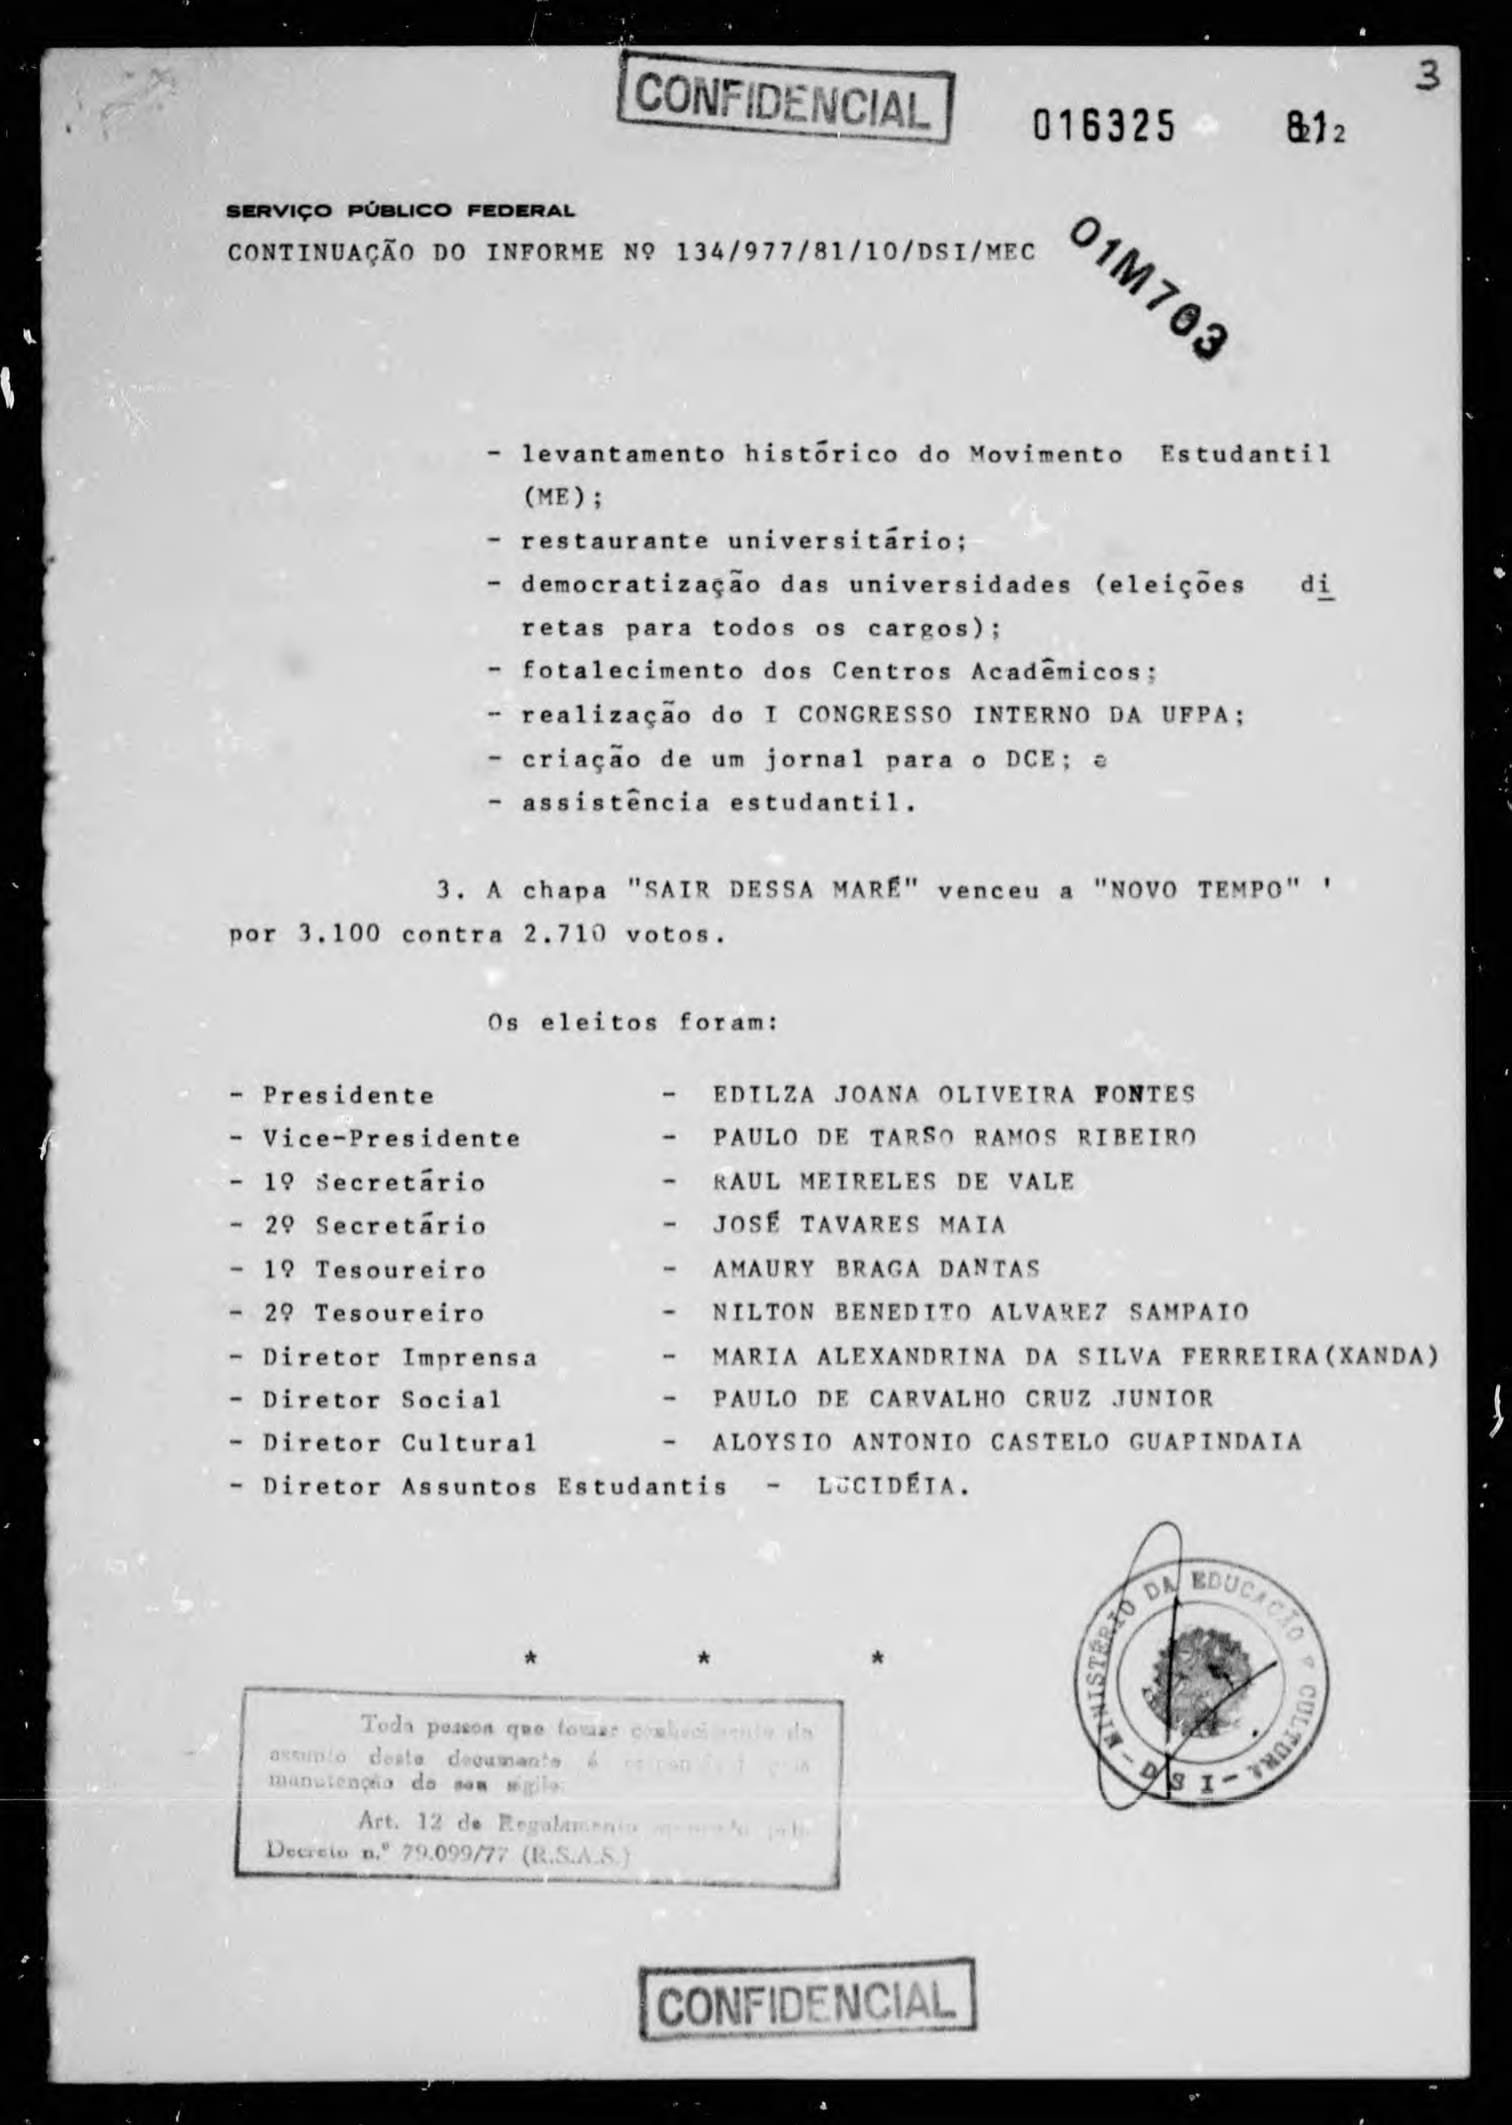 3
CONFIDENCIAL
016325 81
2/2
SERVIÇO PÚBLICO FEDERAL
CONTINUAÇÃO DO INFORME Nº 134/977/81/10/DSI/MEC
01M703
- levantamento histórico do Movimento Estudantil
(ME);
- restaurante universitário;
- democratização das universidades (eleições di
retas para todos os cargos);
- fotalecimento dos Centros Acadêmicos;
- realização do I CONGRESSO INTERNO DA UFPA;
- criação de um jornal para o DCE; e
- assistência estudantil.
3. A chapa "SAIR DESSA MARÉ" venceu a "NOVO TEMPO" '
por 3.100 contra 2.710 votos.
Os eleitos foram:
- Presidente - EDILZA JOANA OLIVEIRA FONTES
- Vice-Presidente - PAULO DE TARSO RAMOS RIBEIRO
- 1º Secretário - RAUL MEIRELES DE VALE
- 2º Secretário - JOSÉ TAVARES MAIA
- 1º Tesoureiro - AMAURY BRAGA DANTAS
- 2º Tesoureiro - NILTON BENEDITO ALVAREZ SAMPAIO
- Diretor Imprensa - MARIA ALEXANDRINA DA SILVA FERREIRA(XANDA)
- Diretor Social - PAULO DE CARVALHO CRUZ JUNIOR
- Diretor Cultural - ALOYSIO ANTONIO CASTELO GUAPINDAIA
- Diretor Assuntos Estudantis - LUCIDÉIA.
MINISTÉRIO DA EDUCAÇÃO E CULTURA - DSI -
* * *
Toda pessoa que tomar conhecimento do
assunto deste documento é
manutenção do seu sigilo.
Art. 12 do Regulamento
Decreto n.º 79.099/77 (R.S.A.S.)
CONFIDENCIAL